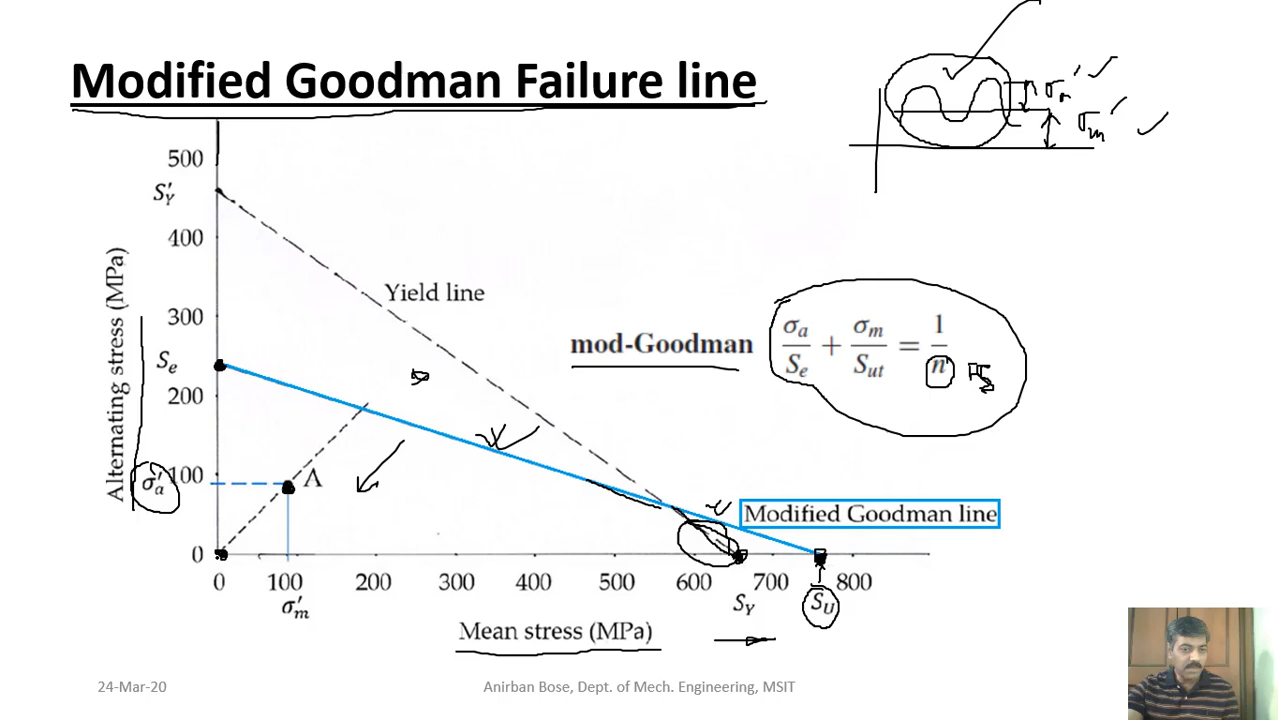 Modified Goodman Failure line
σₐ′
σₘ′
500
S′Y
400
Yield line
300
mod-Goodman σₐ/Sₑ + σₘ/Sᵤₜ = 1/n
Sₑ
200
Alternating stress (MPa)
100
σ′ₐ
A
Modified Goodman line
0
0 100 200 300 400 500 600 700 800
σ′ₘ
S_Y
S_U
Mean stress (MPa)
24-Mar-20
Anirban Bose, Dept. of Mech. Engineering, MSIT